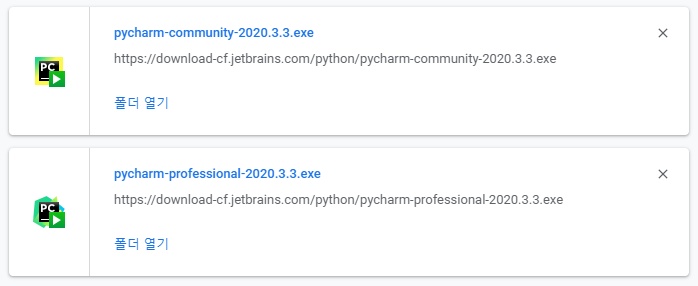 pycharm-community-2020.3.3.exe
https://download-cf.jetbrains.com/python/pycharm-community-2020.3.3.exe
PC
폴더 열기
pycharm-professional-2020.3.3.exe
https://download-cf.jetbrains.com/python/pycharm-professional-2020.3.3.exe
PC
폴더 열기